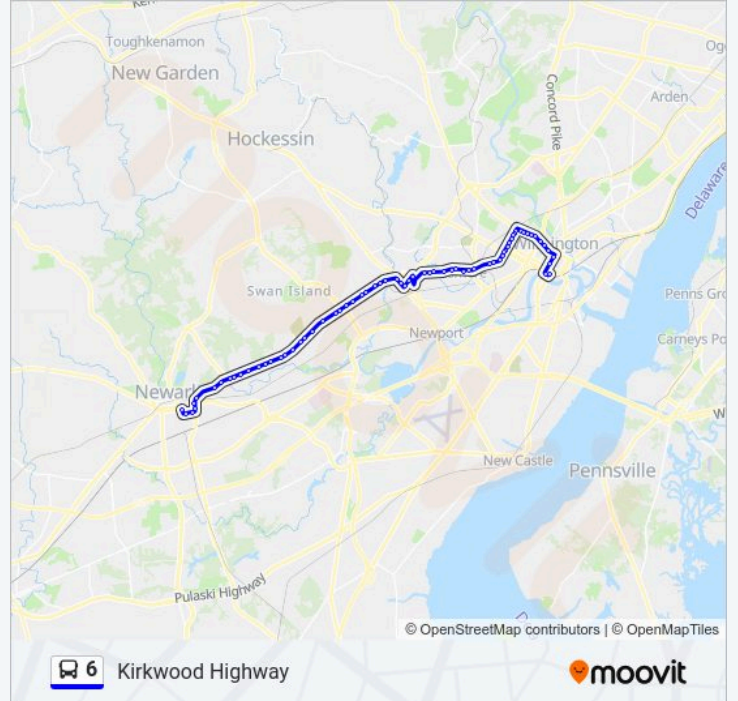 Toughkenamon
New Garden
Og
Arden
Concord Pike
Hockessin
Delaware
Wilmington
Swan Island
Penns Gro
Newport
Carneys Po
Newark
W
New Castle
Pennsville
Pulaski Highway
© OpenStreetMap contributors | © OpenMapTiles
6 Kirkwood Highway
moovit